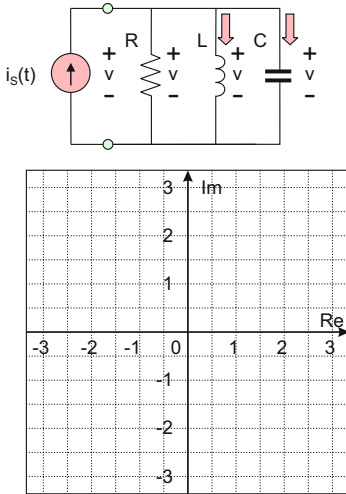 R L C
+ + + +
i_S(t) v v v v
- - - -
3 Im
2
1
Re
-3 -2 -1 0 1 2 3
-1
-2
-3